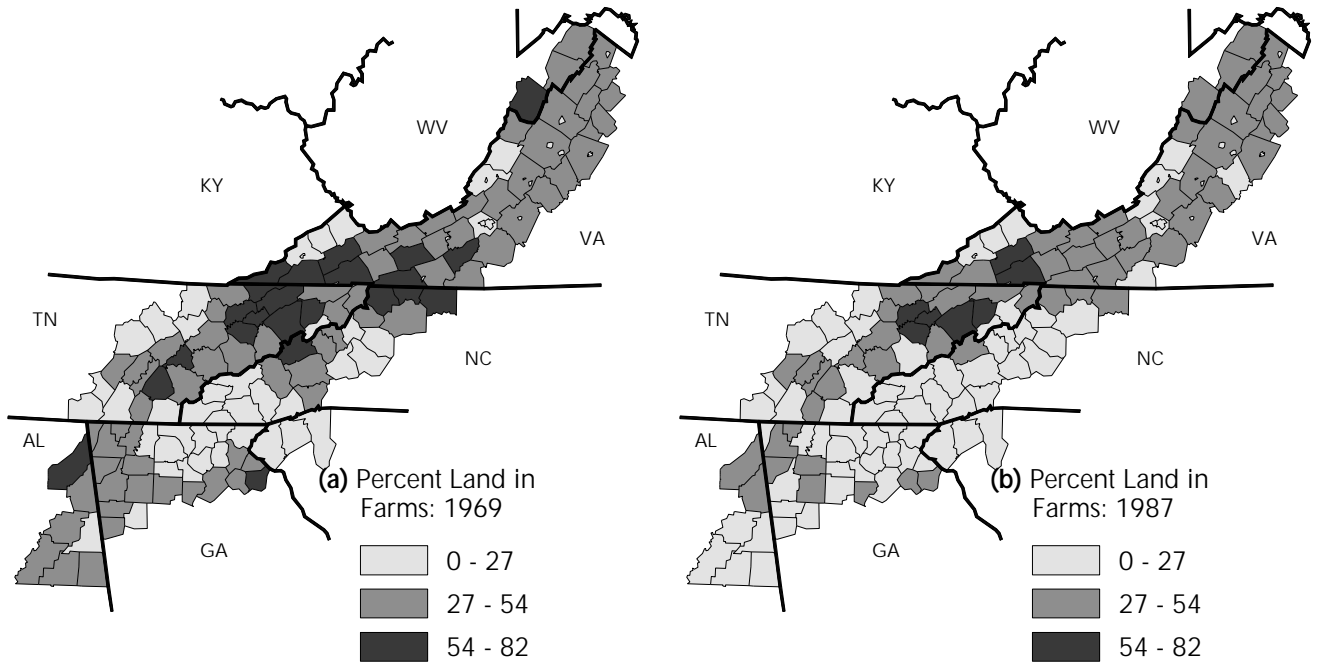 WV
KY
VA
TN
NC
AL
GA
(a) Percent Land in
Farms: 1969
0 - 27
27 - 54
54 - 82
WV
KY
VA
TN
NC
AL
GA
(b) Percent Land in
Farms: 1987
0 - 27
27 - 54
54 - 82